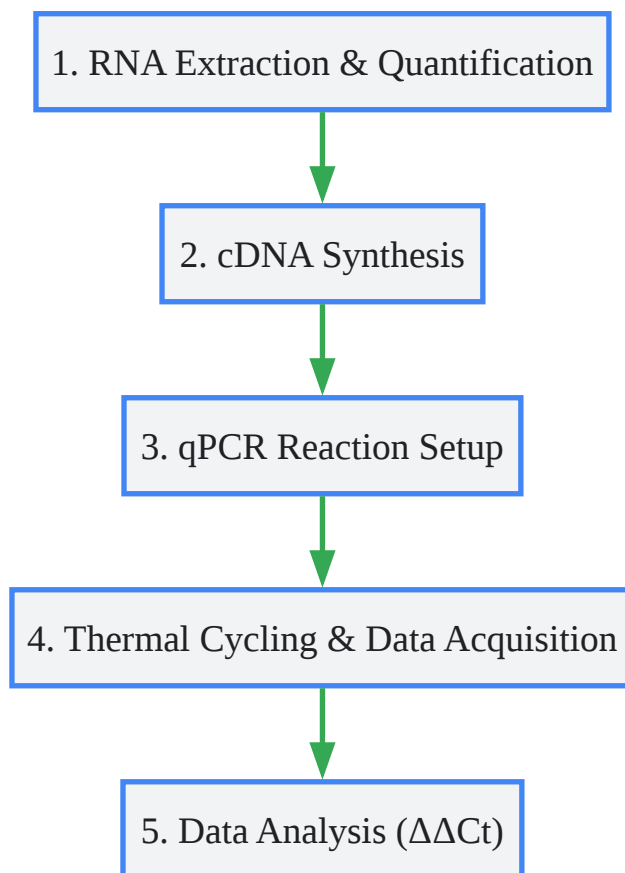 1. RNA Extraction & Quantification
2. cDNA Synthesis
3. qPCR Reaction Setup
4. Thermal Cycling & Data Acquisition
5. Data Analysis (ΔΔCt)